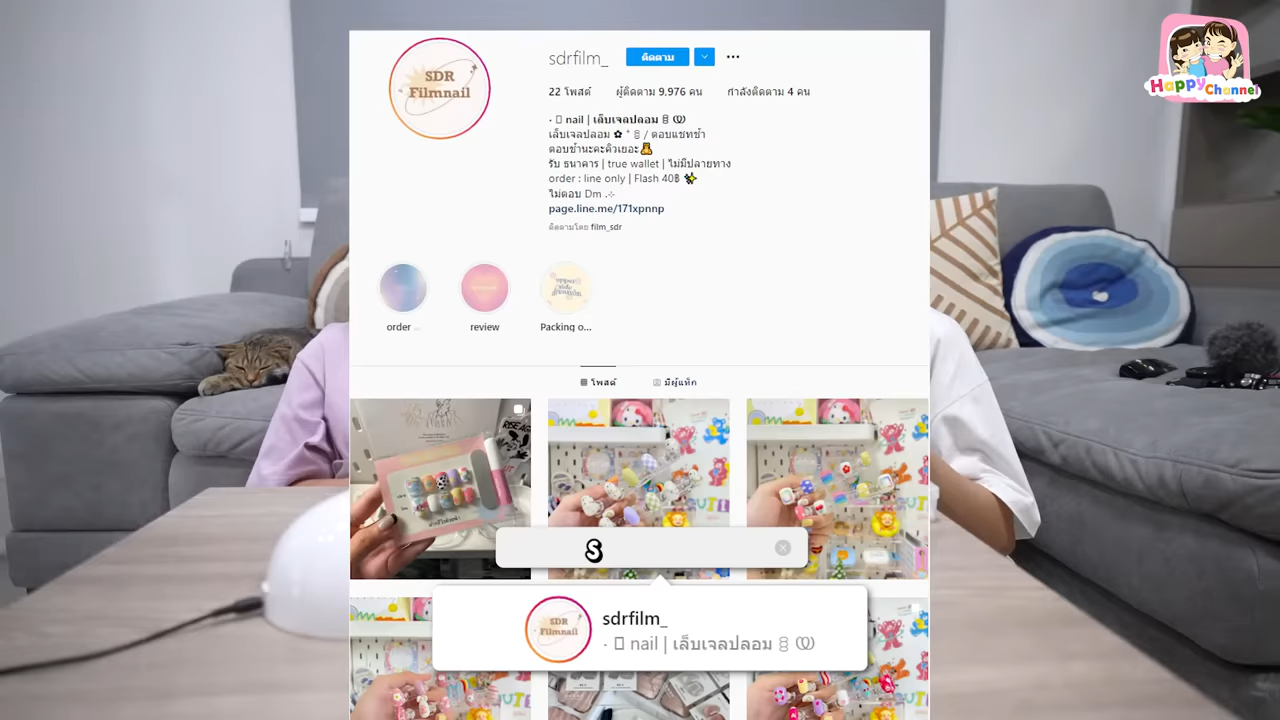 Happy Channel
SDR
Filmnail
sdrfilm_ ติดตาม
22 โพสต์ ผู้ติดตาม 9,976 คน กำลังติดตาม 4 คน
nail | เล็บเจลปลอม
เล็บเจลปลอม / ตอบแชทช้า
ตอบช้านะคะคิวเยอะ🧸
รับ ธนาคาร | true wallet | ไม่มีปลายทาง
order : line only | Flash 40฿ ✨
ไม่ตอบ Dm
page.line.me/171xpnnp
ติดตามโดย film_sdr
order ...
review
Packing o...
โพสต์ มีผู้แท็ก
S
SDR
Filmnail
sdrfilm_
nail | เล็บเจลปลอม